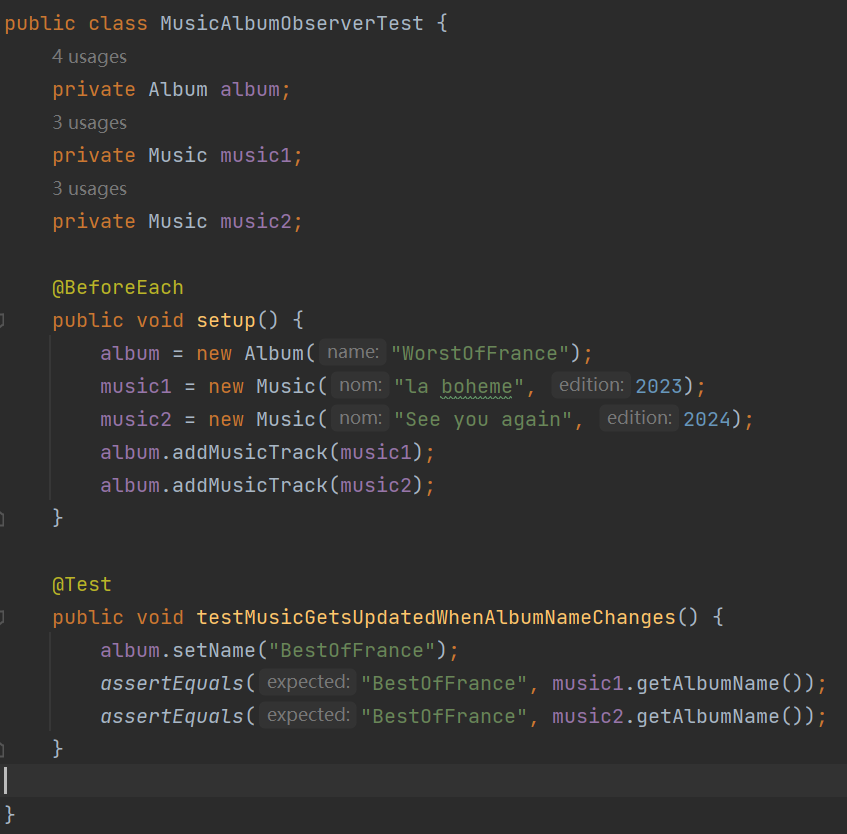 public class MusicAlbumObserverTest {
4 usages
private Album album;
3 usages
private Music music1;
3 usages
private Music music2;
@BeforeEach
public void setup() {
album = new Album( name: "WorstOfFrance");
music1 = new Music( nom: "la boheme", edition: 2023);
music2 = new Music( nom: "See you again", edition: 2024);
album.addMusicTrack(music1);
album.addMusicTrack(music2);
}
@Test
public void testMusicGetsUpdatedWhenAlbumNameChanges() {
album.setName("BestOfFrance");
assertEquals( expected: "BestOfFrance", music1.getAlbumName());
assertEquals( expected: "BestOfFrance", music2.getAlbumName());
}
}